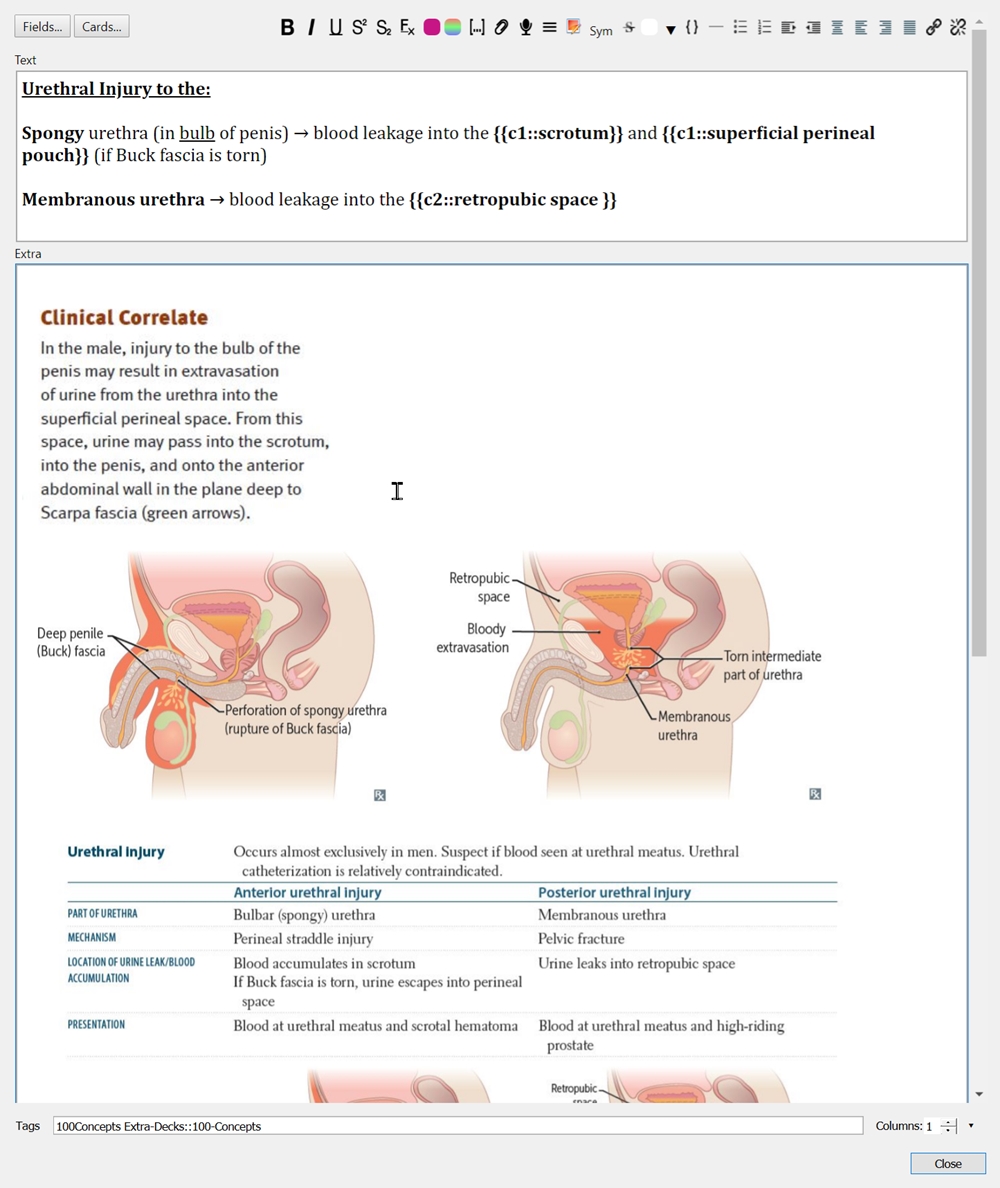 Fields... Cards...
B I U S² S₂ Ex [...] Sym S {}
Text
Urethral Injury to the:
Spongy urethra (in bulb of penis) → blood leakage into the {{c1::scrotum}} and {{c1::superficial perineal
pouch}} (if Buck fascia is torn)
Membranous urethra → blood leakage into the {{c2::retropubic space }}
Extra
Clinical Correlate
In the male, injury to the bulb of the
penis may result in extravasation
of urine from the urethra into the
superficial perineal space. From this
space, urine may pass into the scrotum,
into the penis, and onto the anterior
abdominal wall in the plane deep to
Scarpa fascia (green arrows).
Deep penile
(Buck) fascia
Perforation of spongy urethra
(rupture of Buck fascia)
Rx
Retropubic
space
Bloody
extravasation
Torn intermediate
part of urethra
Membranous
urethra
Rx
Urethral injury Occurs almost exclusively in men. Suspect if blood seen at urethral meatus. Urethral
catheterization is relatively contraindicated.
Anterior urethral injury Posterior urethral injury
PART OF URETHRA Bulbar (spongy) urethra Membranous urethra
MECHANISM Perineal straddle injury Pelvic fracture
LOCATION OF URINE LEAK/BLOOD Blood accumulates in scrotum Urine leaks into retropubic space
ACCUMULATION If Buck fascia is torn, urine escapes into perineal
space
PRESENTATION Blood at urethral meatus and scrotal hematoma Blood at urethral meatus and high-riding
prostate
Retropubic
space
Tags 100Concepts Extra-Decks::100-Concepts Columns: 1
Close